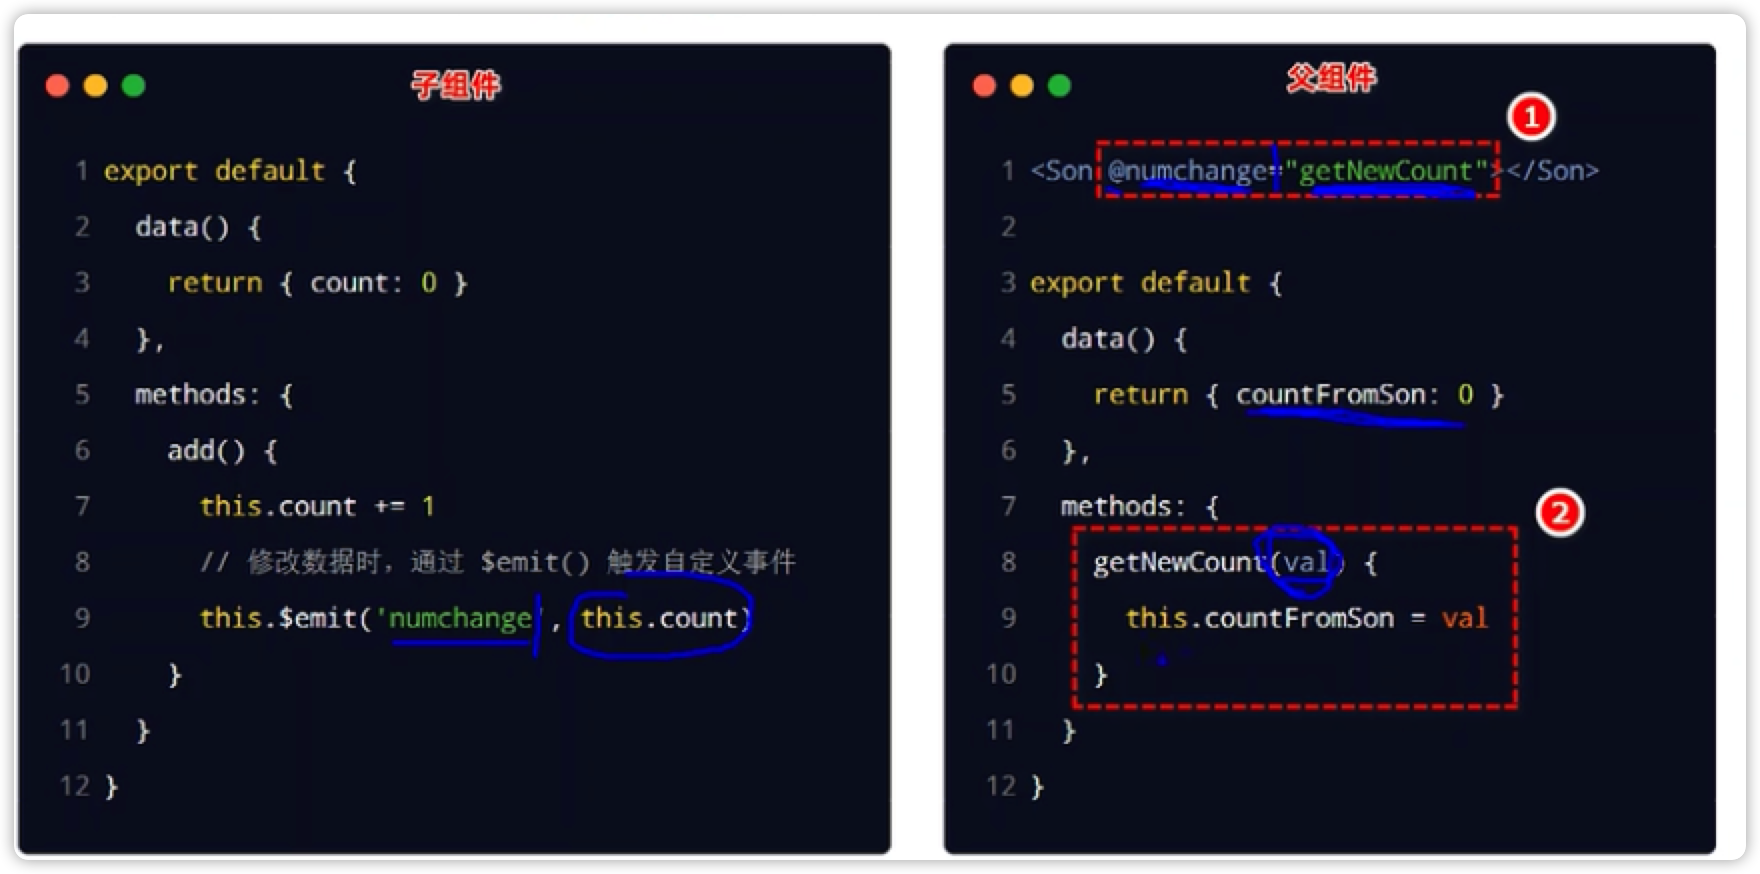 子组件
1 export default {
2 data() {
3 return { count: 0 }
4 },
5 methods: {
6 add() {
7 this.count += 1
8 // 修改数据时，通过 $emit() 触发自定义事件
9 this.$emit('numchange', this.count)
10 }
11 }
12 }
父组件
1
1 <Son @numchange="getNewCount"></Son>
2
3 export default {
4 data() {
5 return { countFromSon: 0 }
6 },
7 methods: {
2
8 getNewCount(val) {
9 this.countFromSon = val
10 }
11 }
12 }